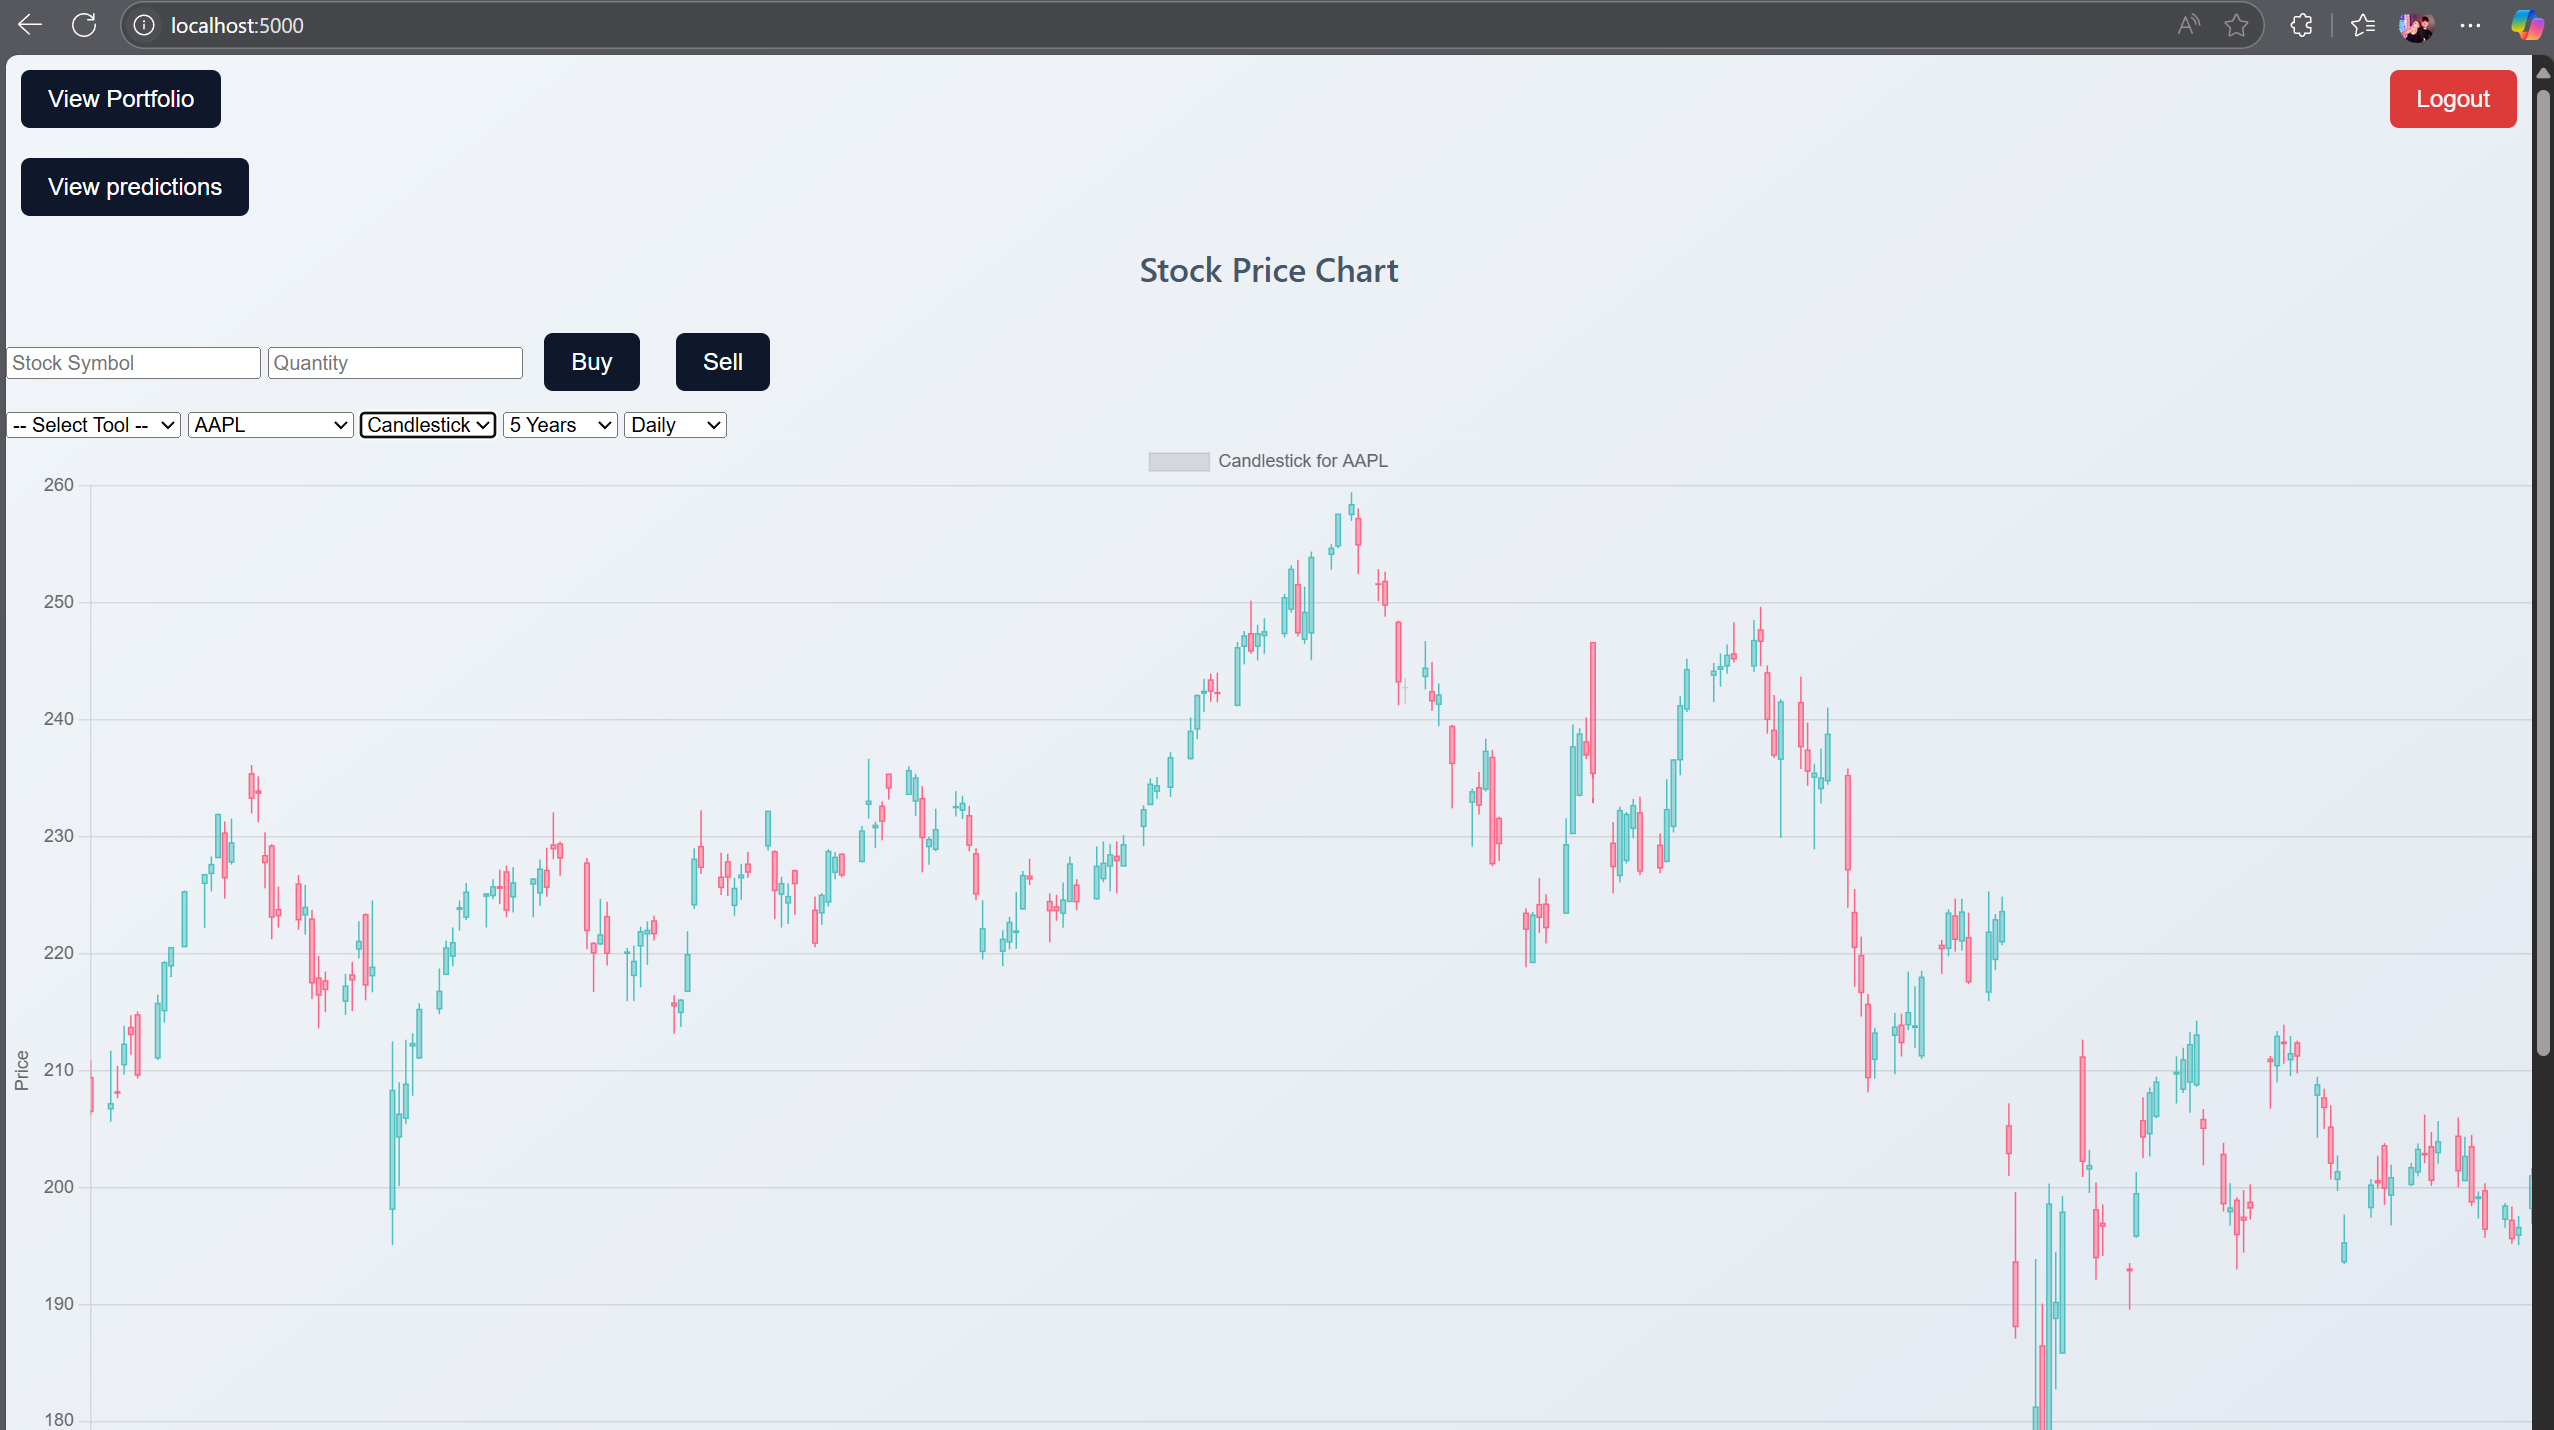 localhost:5000
View Portfolio
Logout
View predictions
Stock Price Chart
Stock Symbol Quantity Buy Sell
-- Select Tool -- AAPL Candlestick 5 Years Daily
Candlestick for AAPL
260
250
240
230
220
210
Price
200
190
180